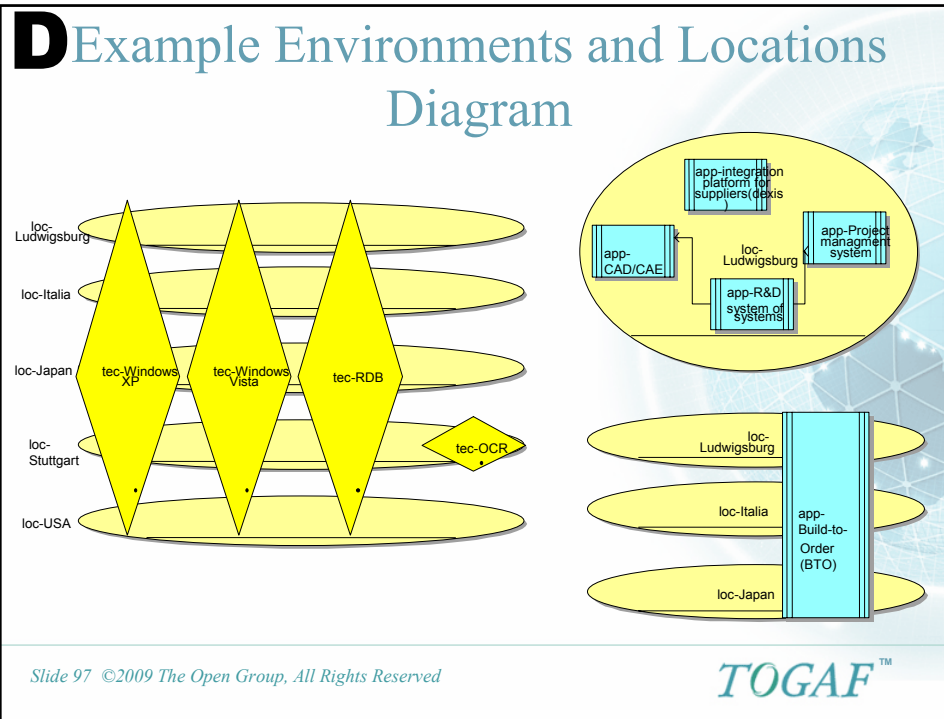 D Example Environments and Locations
Diagram
loc-
Ludwigsburg
loc-Italia
loc-Japan
loc-
Stuttgart
loc-USA
tec-Windows
XP
tec-Windows
Vista
tec-RDB
tec-OCR
app-integration
platform for
suppliers(dexis
)
app-
CAD/CAE
loc-
Ludwigsburg
app-Project
managment
system
app-R&D
system of
systems
loc-
Ludwigsburg
loc-Italia
loc-Japan
app-
Build-to-
Order
(BTO)
Slide 97 ©2009 The Open Group, All Rights Reserved
TOGAF™